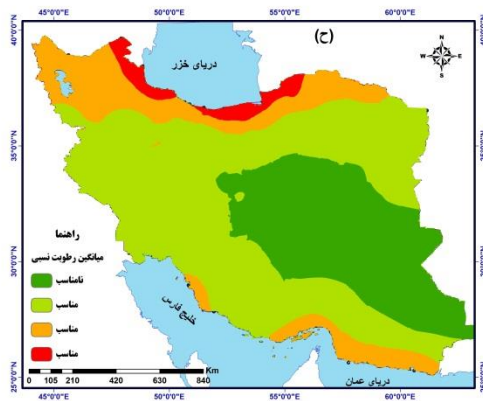 45°0'0"E 50°0'0"E 55°0'0"E 60°0'0"E
40°0'0"N
(ح)
دریای خزر
N
W E
S
35°0'0"N
راهنما
میانگین رطوبت نسبی
نامناسب
مناسب
مناسب
مناسب
30°0'0"N
خلیج فارس
Km
0 105 210 420 630 840
دریای عمان
25°0'0"N
45°0'0"E 50°0'0"E 55°0'0"E 60°0'0"E